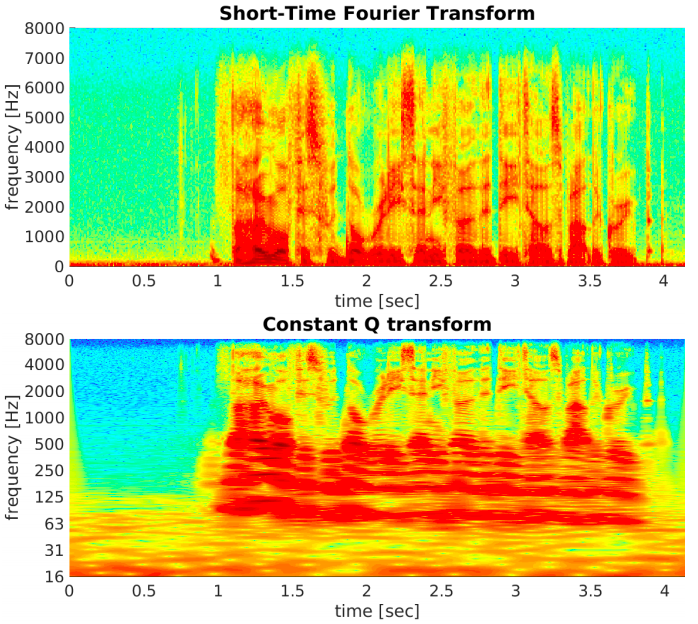 Short-Time Fourier Transform
frequency [Hz]
8000
7000
6000
5000
4000
3000
2000
1000
0
0 0.5 1 1.5 2 2.5 3 3.5 4
time [sec]
Constant Q transform
frequency [Hz]
8000
4000
2000
1000
500
250
125
63
31
16
0 0.5 1 1.5 2 2.5 3 3.5 4
time [sec]